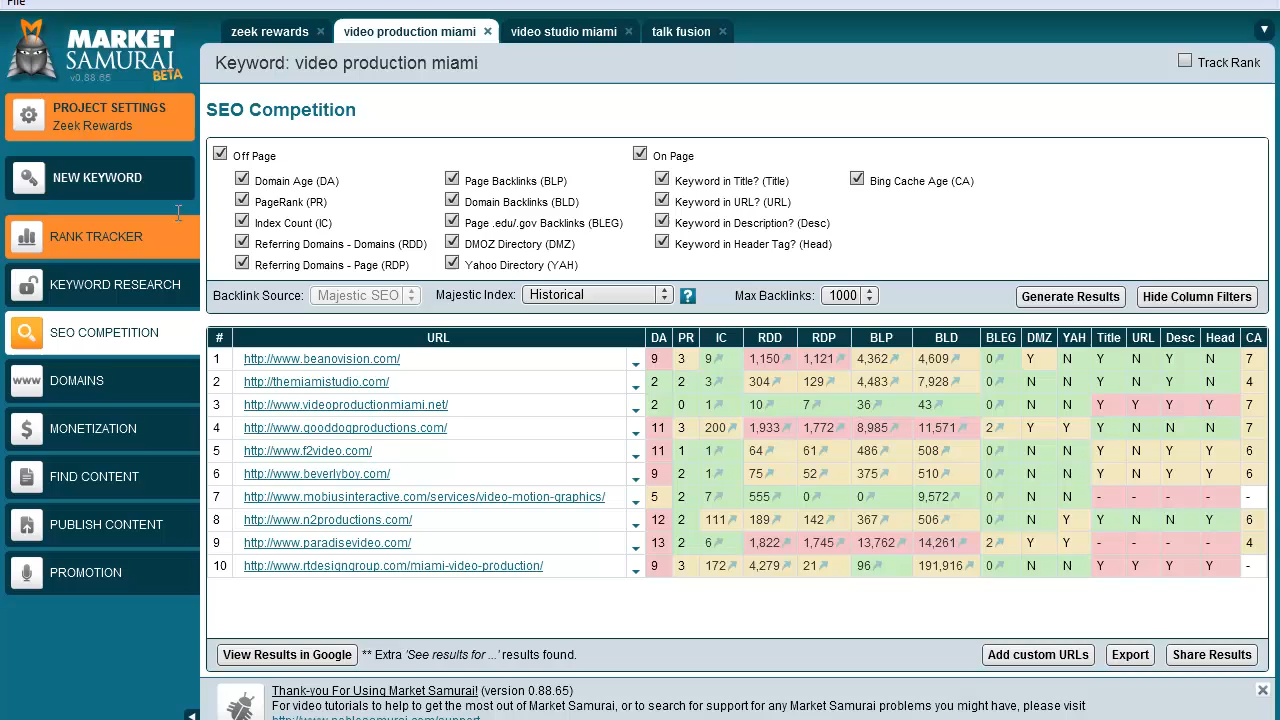 File
MARKET SAMURAI
v0.88.65 BETA
zeek rewards
video production miami
video studio miami
talk fusion
Keyword: video production miami
Track Rank
PROJECT SETTINGS
Zeek Rewards
NEW KEYWORD
RANK TRACKER
KEYWORD RESEARCH
SEO COMPETITION
DOMAINS
www
MONETIZATION
FIND CONTENT
PUBLISH CONTENT
PROMOTION
SEO Competition
Off Page
On Page
Domain Age (DA)
Page Backlinks (BLP)
Keyword in Title? (Title)
Bing Cache Age (CA)
PageRank (PR)
Domain Backlinks (BLD)
Keyword in URL? (URL)
Index Count (IC)
Page .edu/.gov Backlinks (BLEG)
Keyword in Description? (Desc)
Referring Domains - Domains (RDD)
DMOZ Directory (DMZ)
Keyword in Header Tag? (Head)
Referring Domains - Page (RDP)
Yahoo Directory (YAH)
Backlink Source: Majestic SEO Majestic Index: Historical ? Max Backlinks: 1000 Generate Results Hide Column Filters
# URL DA PR IC RDD RDP BLP BLD BLEG DMZ YAH Title URL Desc Head CA
1 http://www.beanovision.com/ 9 3 9 1,150 1,121 4,362 4,609 0 Y N Y N Y N 7
2 http://themiamistudio.com/ 2 2 3 304 129 4,483 7,928 0 N N Y N Y N 4
3 http://www.videoproductionmiami.net/ 2 0 1 10 7 36 43 0 N N Y Y Y Y 7
4 http://www.gooddogproductions.com/ 11 3 200 1,933 1,772 8,985 11,571 2 Y Y Y N N N 7
5 http://www.f2video.com/ 11 1 1 64 61 486 508 0 N N Y N Y Y 6
6 http://www.beverlyboy.com/ 9 2 1 75 52 375 510 0 N N Y N Y Y 6
7 http://www.mobiusinteractive.com/services/video-motion-graphics/ 5 2 7 555 0 0 9,572 0 N N - - - - -
8 http://www.n2productions.com/ 12 2 111 189 142 367 506 0 N Y Y N N Y 6
9 http://www.paradisevideo.com/ 13 2 6 1,822 1,745 13,762 14,261 2 Y Y - - - - 4
10 http://www.rtdesigngroup.com/miami-video-production/ 9 3 172 4,279 21 96 191,916 0 N N Y Y Y Y -
View Results in Google ** Extra 'See results for ...' results found. Add custom URLs Export Share Results
Thank-you For Using Market Samurai! (version 0.88.65)
For video tutorials to help to get the most out of Market Samurai, or to search for support for any Market Samurai problems you might have, please visit
http://www.noblesamurai.com/support